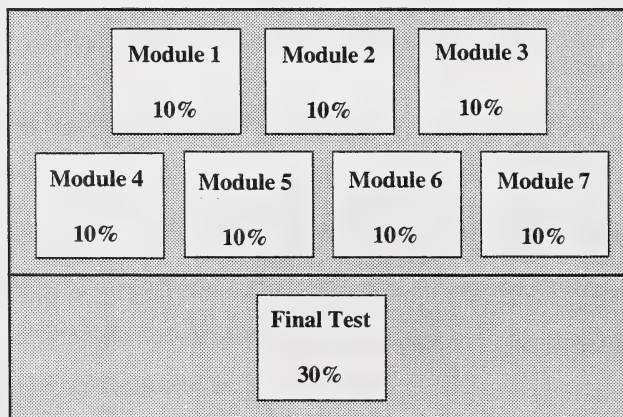 Module 1 Module 2 Module 3
10% 10% 10%
Module 4 Module 5 Module 6 Module 7
10% 10% 10% 10%
Final Test
30%